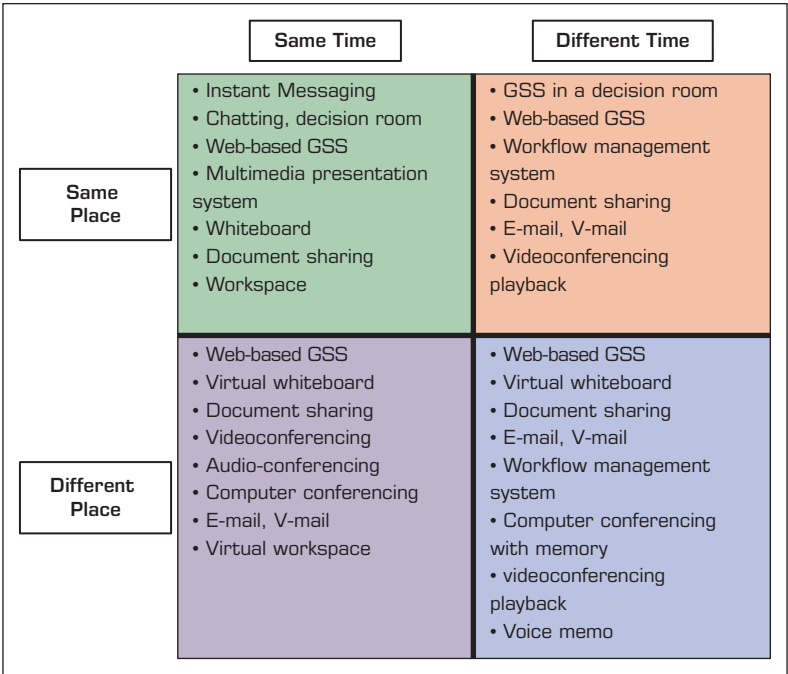 Same Time
Different Time
Same
Place
• Instant Messaging
• Chatting, decision room
• Web-based GSS
• Multimedia presentation
system
• Whiteboard
• Document sharing
• Workspace
• GSS in a decision room
• Web-based GSS
• Workflow management
system
• Document sharing
• E-mail, V-mail
• Videoconferencing
playback
Different
Place
• Web-based GSS
• Virtual whiteboard
• Document sharing
• Videoconferencing
• Audio-conferencing
• Computer conferencing
• E-mail, V-mail
• Virtual workspace
• Web-based GSS
• Virtual whiteboard
• Document sharing
• E-mail, V-mail
• Workflow management
system
• Computer conferencing
with memory
• videoconferencing
playback
• Voice memo